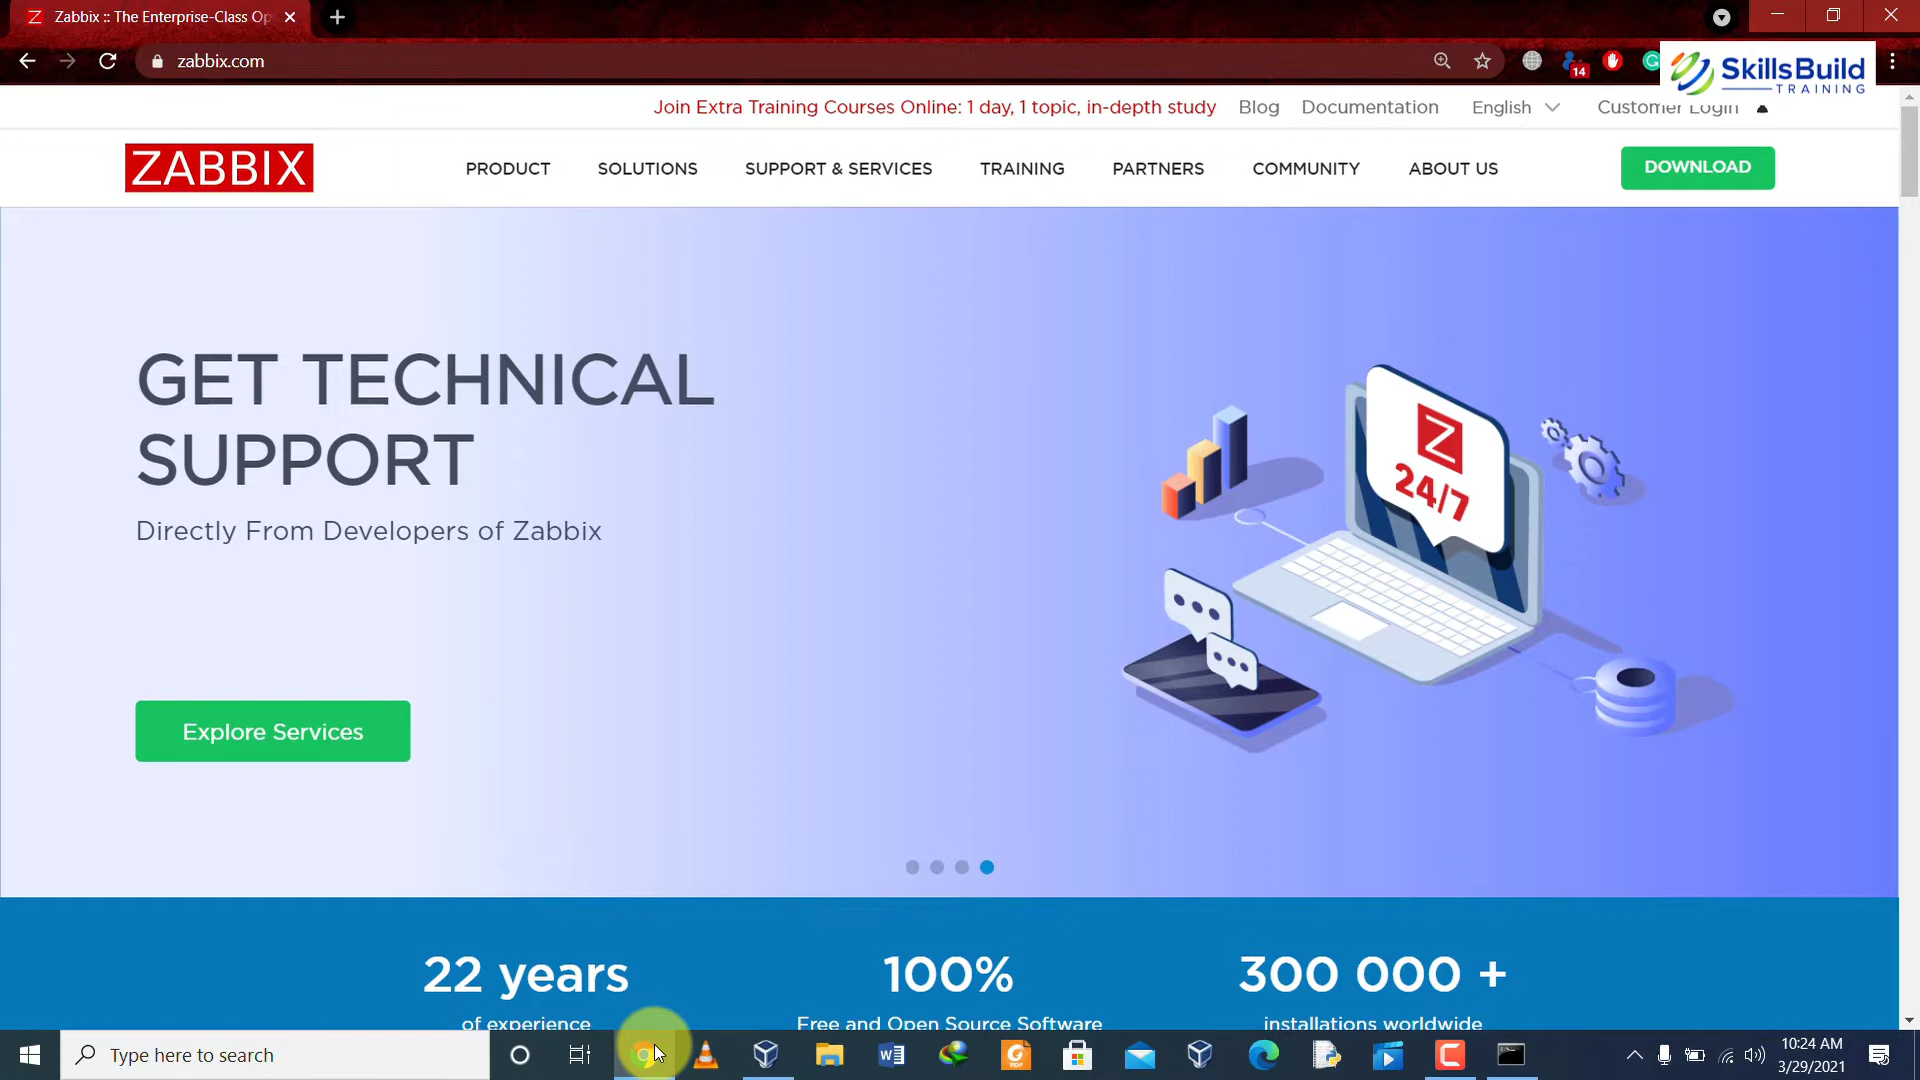 Zabbix :: The Enterprise-Class Op
zabbix.com
14
SkillsBuild
TRAINING
Join Extra Training Courses Online: 1 day, 1 topic, in-depth study Blog Documentation English Customer Login
ZABBIX PRODUCT SOLUTIONS SUPPORT & SERVICES TRAINING PARTNERS COMMUNITY ABOUT US DOWNLOAD
GET TECHNICAL
SUPPORT
Directly From Developers of Zabbix
Z
24/7
Explore Services
22 years 100% 300 000 +
of experience Free and Open Source Software installations worldwide
Type here to search
10:24 AM
3/29/2021